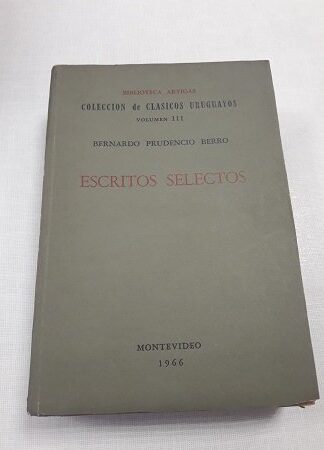 BIBLIOTECA ARTIGAS
COLECCION de CLASICOS URUGUAYOS
VOLUMEN 111
BERNARDO PRUDENCIO BERRO
ESCRITOS SELECTOS
MONTEVIDEO
1966